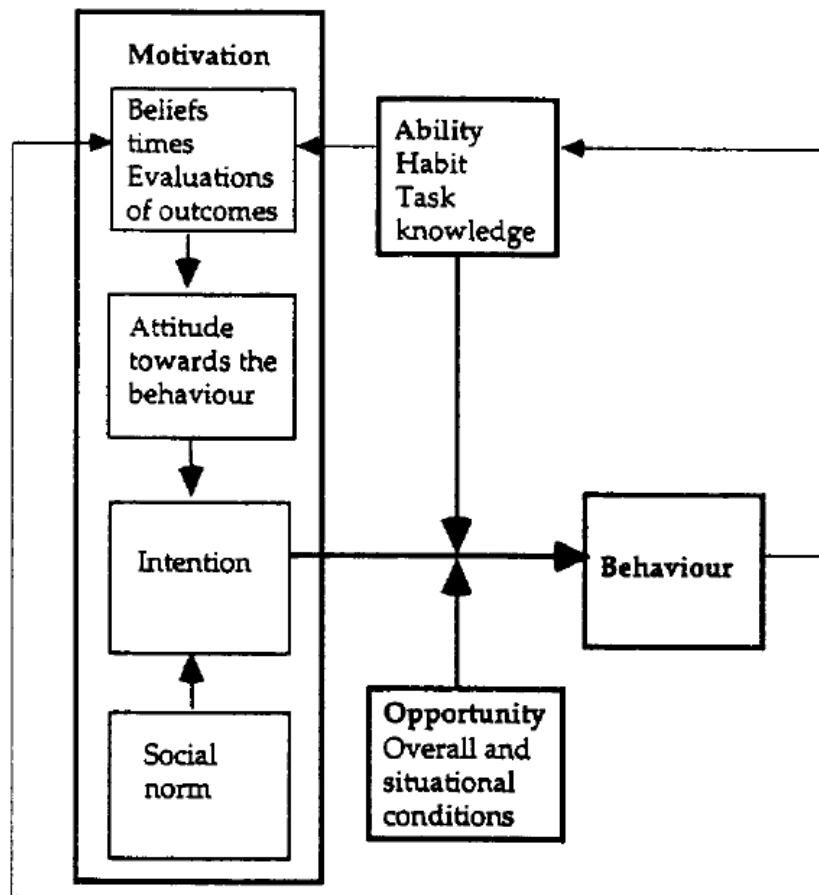 Motivation
Beliefs
times
Evaluations
of outcomes
Ability
Habit
Task
knowledge
Attitude
towards the
behaviour
Intention
Behaviour
Social
norm
Opportunity
Overall and
situational
conditions